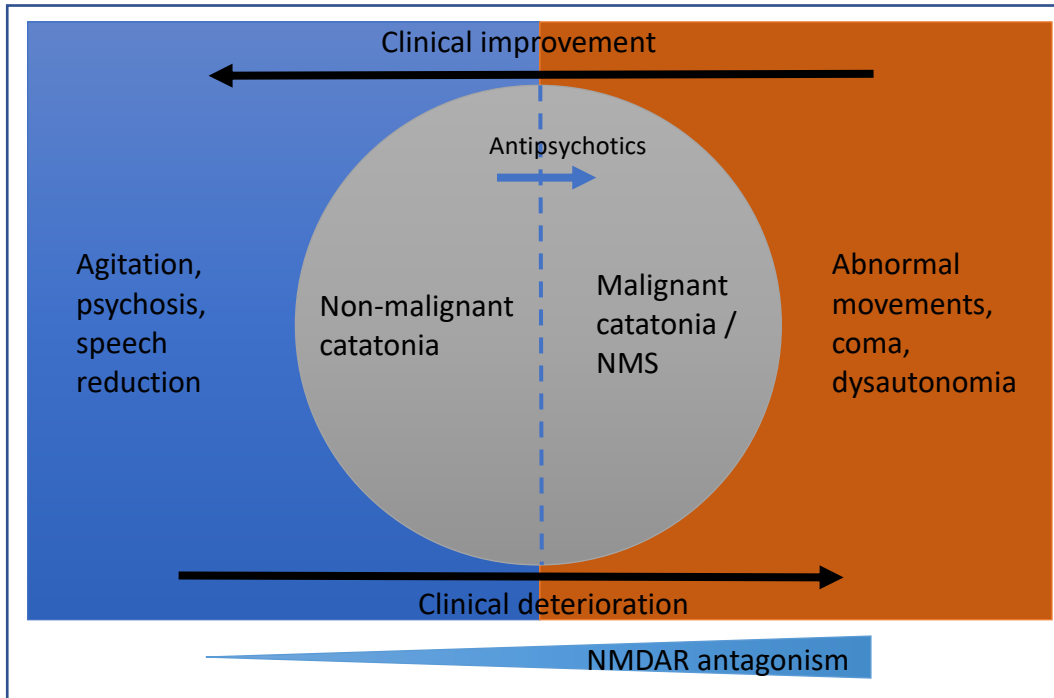 Clinical improvement
Antipsychotics
Agitation,
psychosis,
speech
reduction
Non-malignant
catatonia
Malignant
catatonia /
NMS
Abnormal
movements,
coma,
dysautonomia
Clinical deterioration
NMDAR antagonism